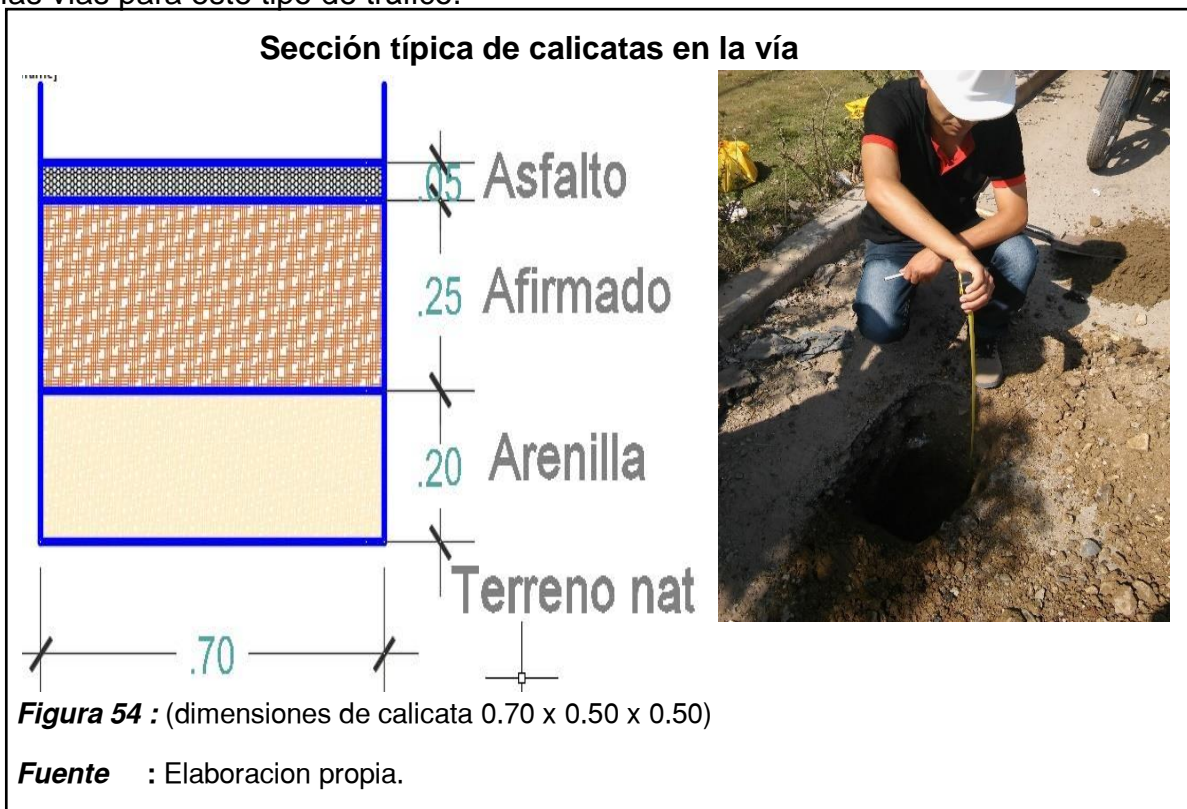 las vías para este tipo de tráfico.
Sección típica de calicatas en la vía
.05 Asfalto
.25 Afirmado
.20 Arenilla
Terreno nat
.70
Figura 54 : (dimensiones de calicata 0.70 x 0.50 x 0.50)
Fuente : Elaboracion propia.